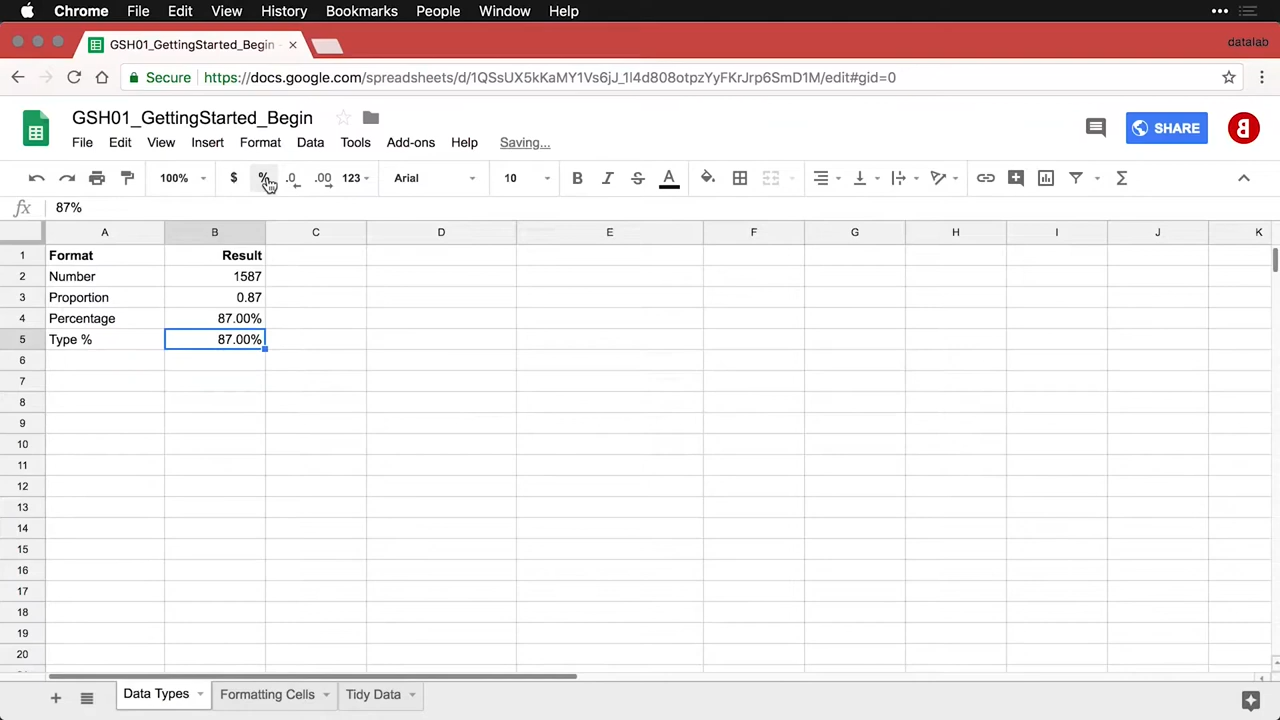 Chrome File Edit View History Bookmarks People Window Help
GSH01_GettingStarted_Begin - datalab
Secure https://docs.google.com/spreadsheets/d/1QSsUX5kKaMY1Vs6jJ_1l4d808otpzYyFKrJrp6SmD1M/edit#gid=0
GSH01_GettingStarted_Begin
File Edit View Insert Format Data Tools Add-ons Help Saving... SHARE
100% $ % .0 .00 123 Arial 10 B I S A Σ
fx 87%
A B C D E F G H I J K
1 Format Result
2 Number 1587
3 Proportion 0.87
4 Percentage 87.00%
5 Type % 87.00%
6
7
8
9
10
11
12
13
14
15
16
17
18
19
20
Data Types Formatting Cells Tidy Data